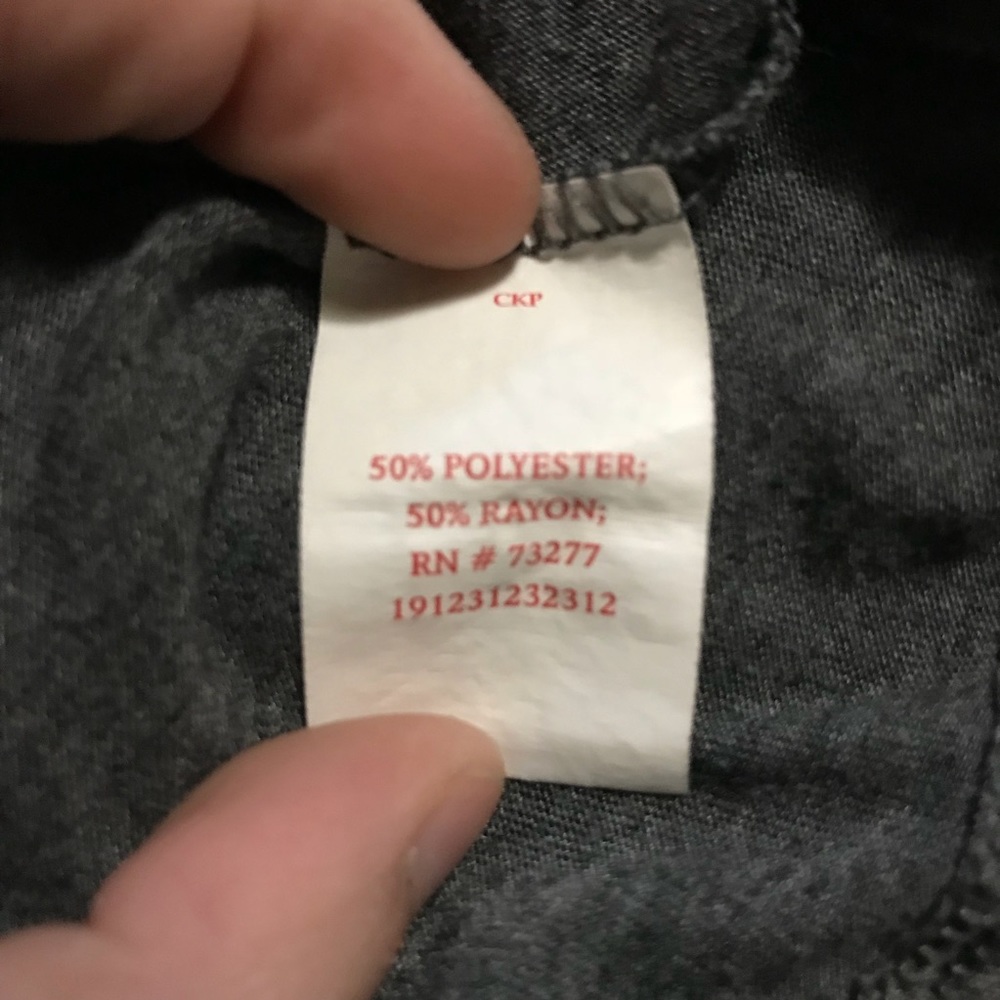 CKP
50% POLYESTER;
50% RAYON;
RN # 73277
191231232312